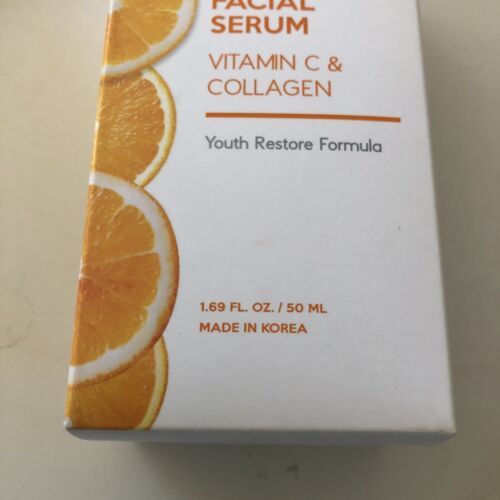 FACIAL
SERUM
VITAMIN C &
COLLAGEN
Youth Restore Formula
1.69 FL. OZ. / 50 ML
MADE IN KOREA